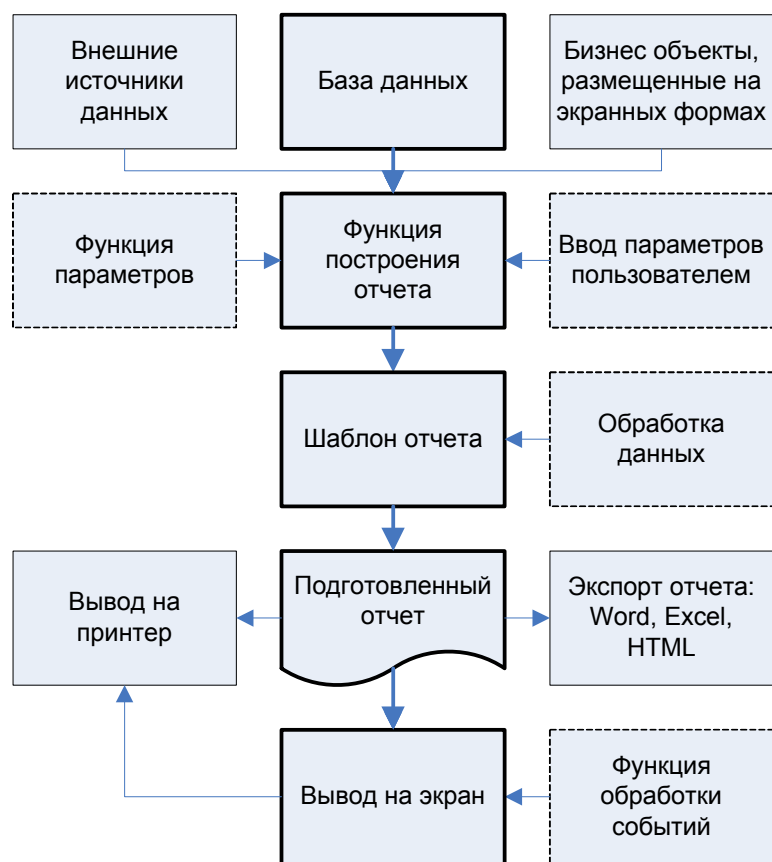 Внешние
источники
данных
База данных
Бизнес объекты,
размещенные на
экранных формах
Функция
параметров
Функция
построения
отчета
Ввод параметров
пользователем
Шаблон отчета
Обработка
данных
Вывод на
принтер
Подготовленный
отчет
Экспорт отчета:
Word, Excel,
HTML
Вывод на экран
Функция
обработки
событий